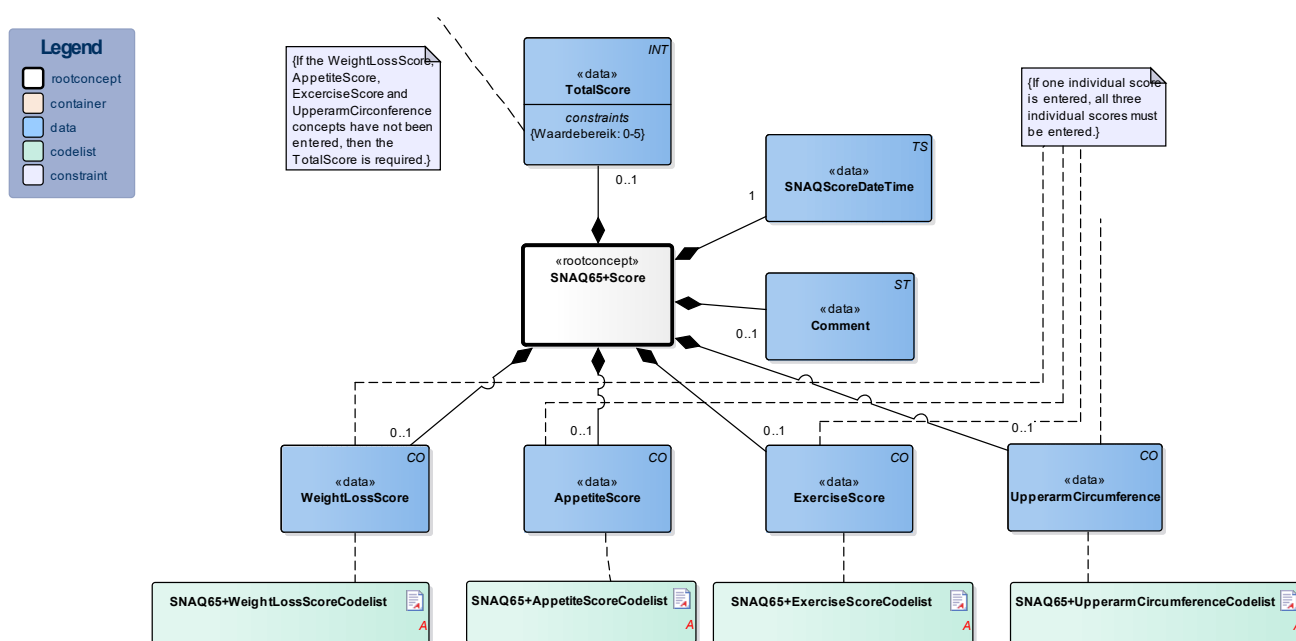 Legend
rootconcept
container
data
codelist
constraint
{If the WeightLossScore,
AppetiteScore,
ExcerciseScore and
UpperarmCirconference
concepts have not been
entered, then the
TotalScore is required.}
INT
«data»
TotalScore
constraints
{Waardebereik: 0-5}
0..1
{If one individual score
is entered, all three
individual scores must
be entered.}
TS
«data»
SNAQScoreDateTime
1
«rootconcept»
SNAQ65+Score
ST
«data»
Comment
0..1
0..1
0..1
0..1
0..1
CO
«data»
WeightLossScore
CO
«data»
AppetiteScore
CO
«data»
ExerciseScore
CO
«data»
UpperarmCircumference
SNAQ65+WeightLossScoreCodelist
A
SNAQ65+AppetiteScoreCodelist
A
SNAQ65+ExerciseScoreCodelist
A
SNAQ65+UpperarmCircumferenceCodelist
A